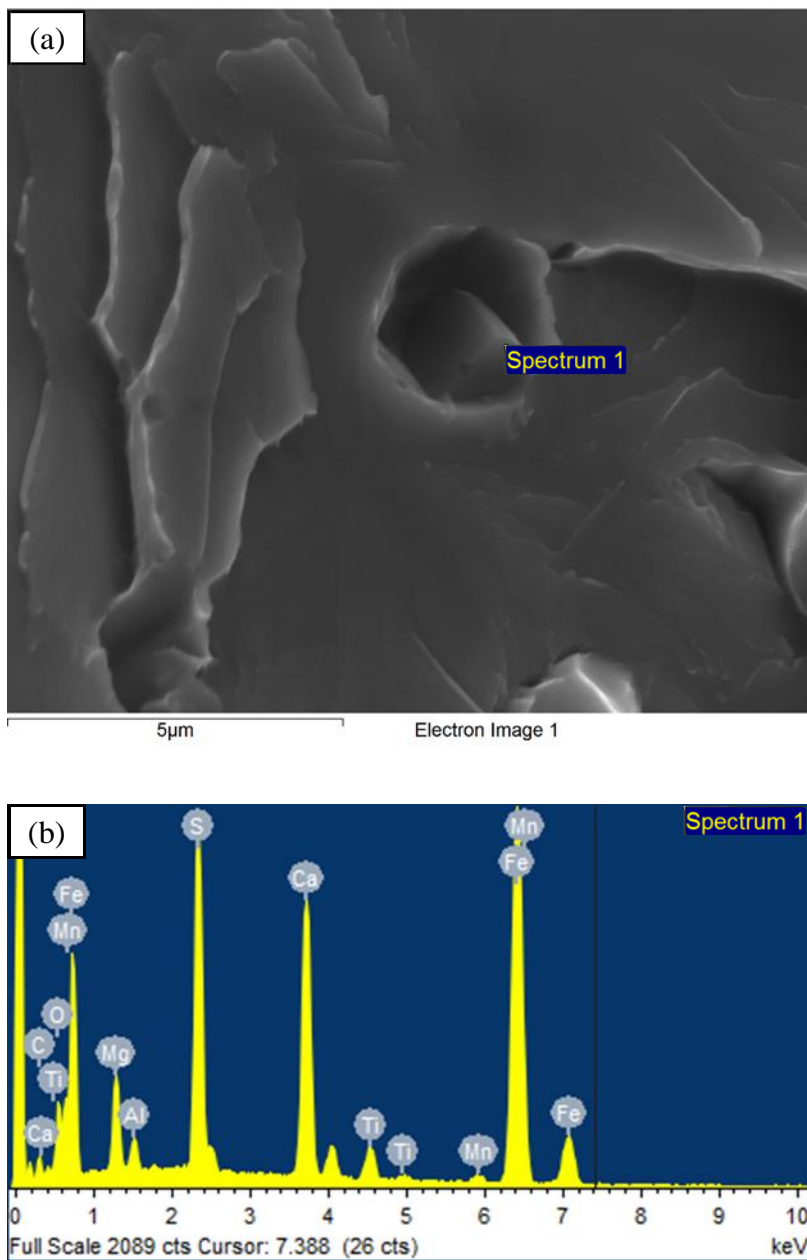 (a)
Spectrum 1
5µm
Electron Image 1
(b)
Spectrum 1
S
Mn
Ca
Fe
Fe
Mn
O
C
Mg
Ti
Al
Ca
Ti
Ti
Mn
Fe
0 1 2 3 4 5 6 7 8 9 10
Full Scale 2089 cts Cursor: 7.388 (26 cts) keV